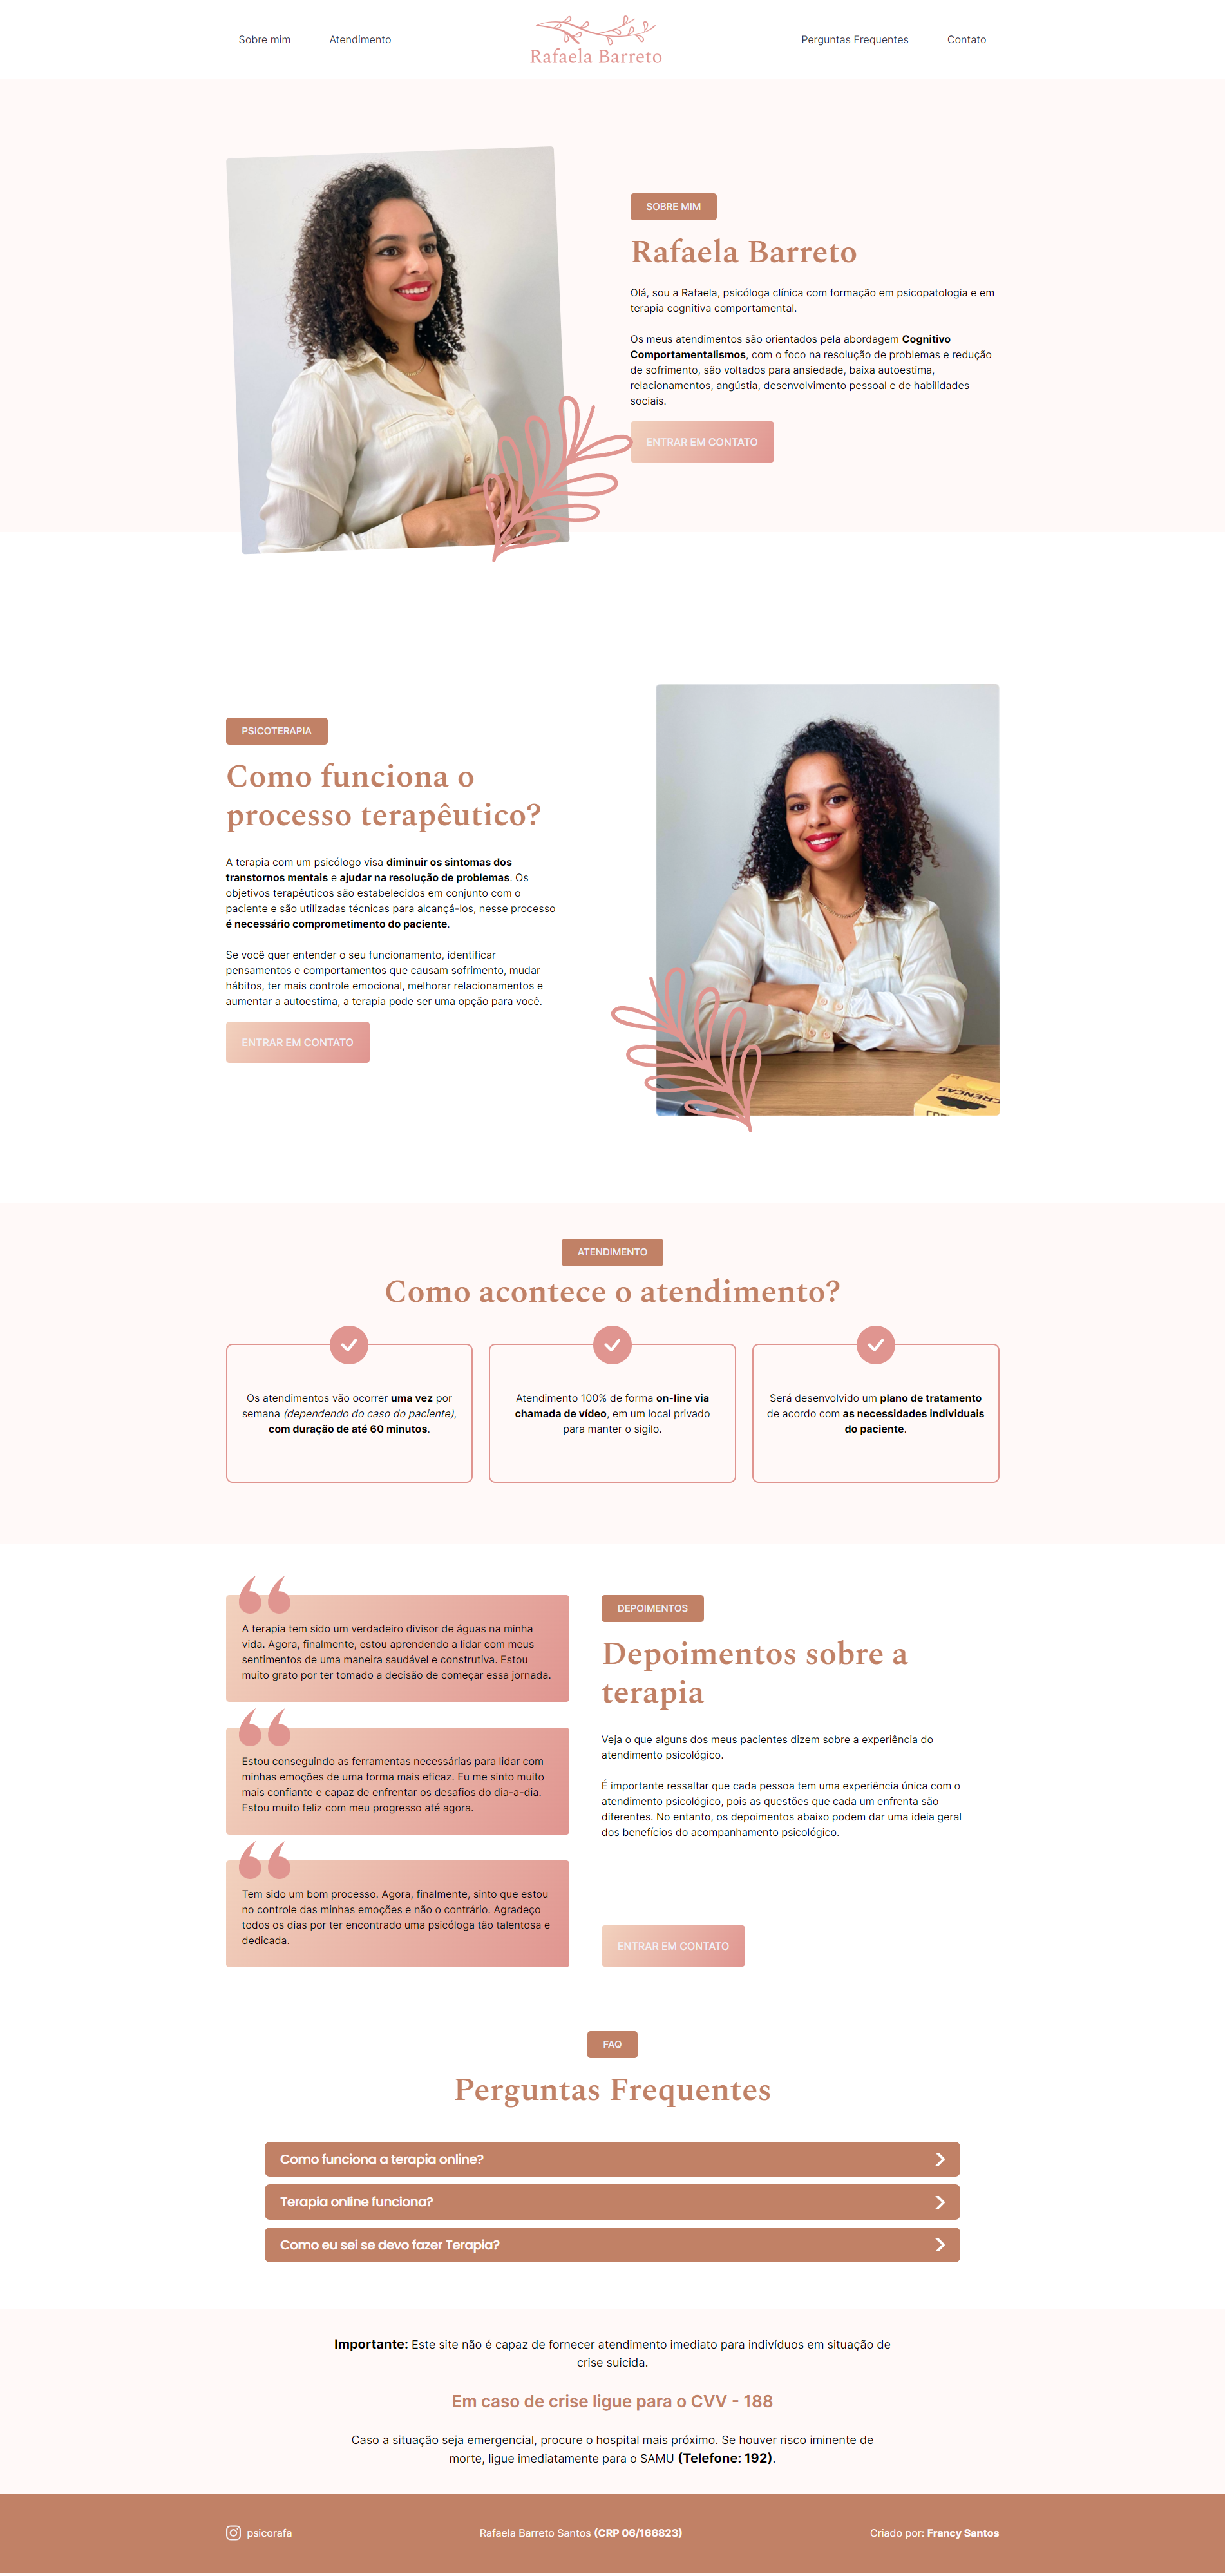 Sobre mim
Atendimento
Rafaela Barreto
Perguntas Frequentes
Contato
SOBRE MIM
Rafaela Barreto
Olá, sou a Rafaela, psicóloga clínica com formação em psicopatologia e em
terapia cognitiva comportamental.
Os meus atendimentos são orientados pela abordagem Cognitivo
Comportamentalismos, com o foco na resolução de problemas e redução
de sofrimento, são voltados para ansiedade, baixa autoestima,
relacionamentos, angústia, desenvolvimento pessoal e de habilidades
sociais.
ENTRAR EM CONTATO
PSICOTERAPIA
Como funciona o
processo terapêutico?
A terapia com um psicólogo visa diminuir os sintomas dos
transtornos mentais e ajudar na resolução de problemas. Os
objetivos terapêuticos são estabelecidos em conjunto com o
paciente e são utilizadas técnicas para alcançá-los, nesse processo
é necessário comprometimento do paciente.
Se você quer entender o seu funcionamento, identificar
pensamentos e comportamentos que causam sofrimento, mudar
hábitos, ter mais controle emocional, melhorar relacionamentos e
aumentar a autoestima, a terapia pode ser uma opção para você.
ENTRAR EM CONTATO
CRENÇAS
ATENDIMENTO
Como acontece o atendimento?
Os atendimentos vão ocorrer uma vez por
semana (dependendo do caso do paciente),
com duração de até 60 minutos.
Atendimento 100% de forma on-line via
chamada de vídeo, em um local privado
para manter o sigilo.
Será desenvolvido um plano de tratamento
de acordo com as necessidades individuais
do paciente.
A terapia tem sido um verdadeiro divisor de águas na minha
vida. Agora, finalmente, estou aprendendo a lidar com meus
sentimentos de uma maneira saudável e construtiva. Estou
muito grato por ter tomado a decisão de começar essa jornada.
Estou conseguindo as ferramentas necessárias para lidar com
minhas emoções de uma forma mais eficaz. Eu me sinto muito
mais confiante e capaz de enfrentar os desafios do dia-a-dia.
Estou muito feliz com meu progresso até agora.
Tem sido um bom processo. Agora, finalmente, sinto que estou
no controle das minhas emoções e não o contrário. Agradeço
todos os dias por ter encontrado uma psicóloga tão talentosa e
dedicada.
DEPOIMENTOS
Depoimentos sobre a
terapia
Veja o que alguns dos meus pacientes dizem sobre a experiência do
atendimento psicológico.
É importante ressaltar que cada pessoa tem uma experiência única com o
atendimento psicológico, pois as questões que cada um enfrenta são
diferentes. No entanto, os depoimentos abaixo podem dar uma ideia geral
dos benefícios do acompanhamento psicológico.
ENTRAR EM CONTATO
FAQ
Perguntas Frequentes
Como funciona a terapia online?
Terapia online funciona?
Como eu sei se devo fazer Terapia?
Importante: Este site não é capaz de fornecer atendimento imediato para indivíduos em situação de
crise suicida.
Em caso de crise ligue para o CVV - 188
Caso a situação seja emergencial, procure o hospital mais próximo. Se houver risco iminente de
morte, ligue imediatamente para o SAMU (Telefone: 192).
psicorafa
Rafaela Barreto Santos (CRP 06/166823)
Criado por: Francy Santos